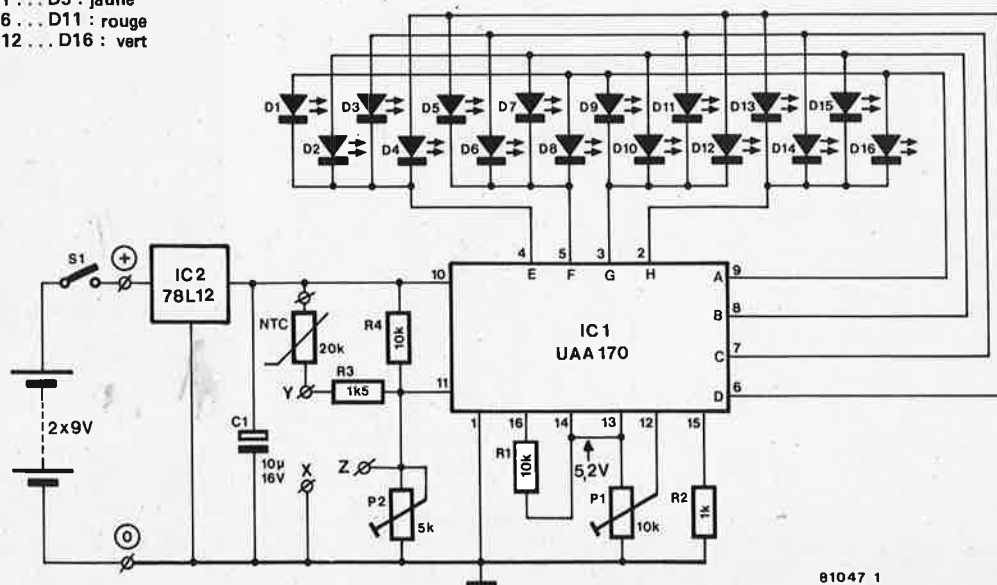 1 . . . D5 : jaune
6 . . . D11 : rouge
12 . . . D16 : vert
D1
D3
D5
D7
D9
D11
D13
D15
D2
D4
D6
D8
D10
D12
D14
D16
S1
+
IC2
78L12
10
4
5
3
2
E
F
G
H
A
9
B
8
C
7
D
6
IC1
UAA 170
NTC
20k
R4
10k
Y
R3
1k5
11
2x9V
C1
10µ
16V
X
Z
P2
5k
1
16
14
13
12
15
R1
10k
5,2V
P1
10k
R2
1k
0
81047 1